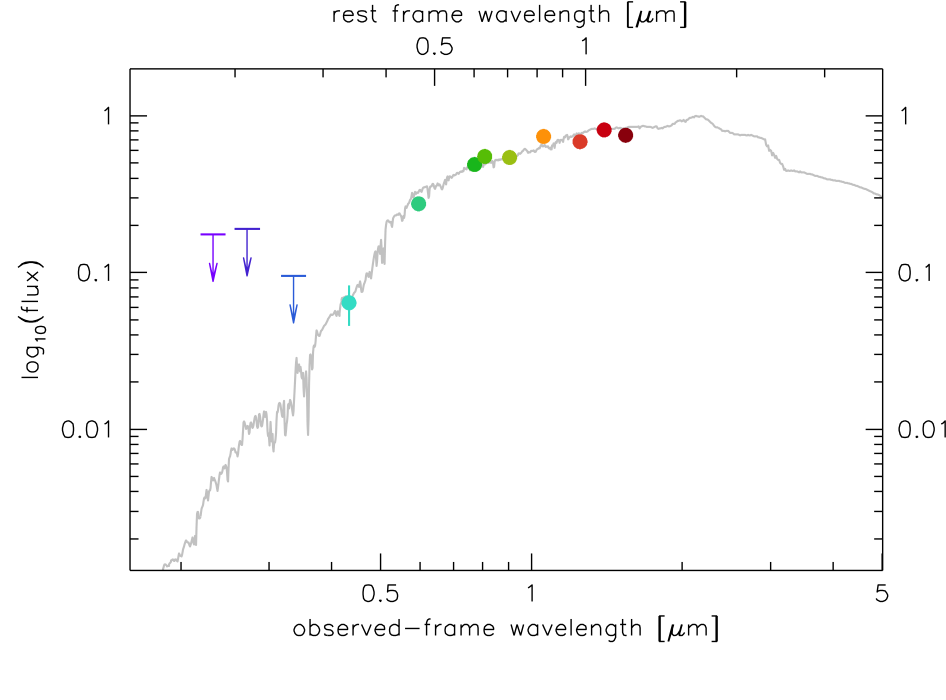 rest frame wavelength [μm]
0.5 1
1 1
0.1 0.1
0.01 0.01
log10(flux)
0.5 1 5
observed-frame wavelength [μm]